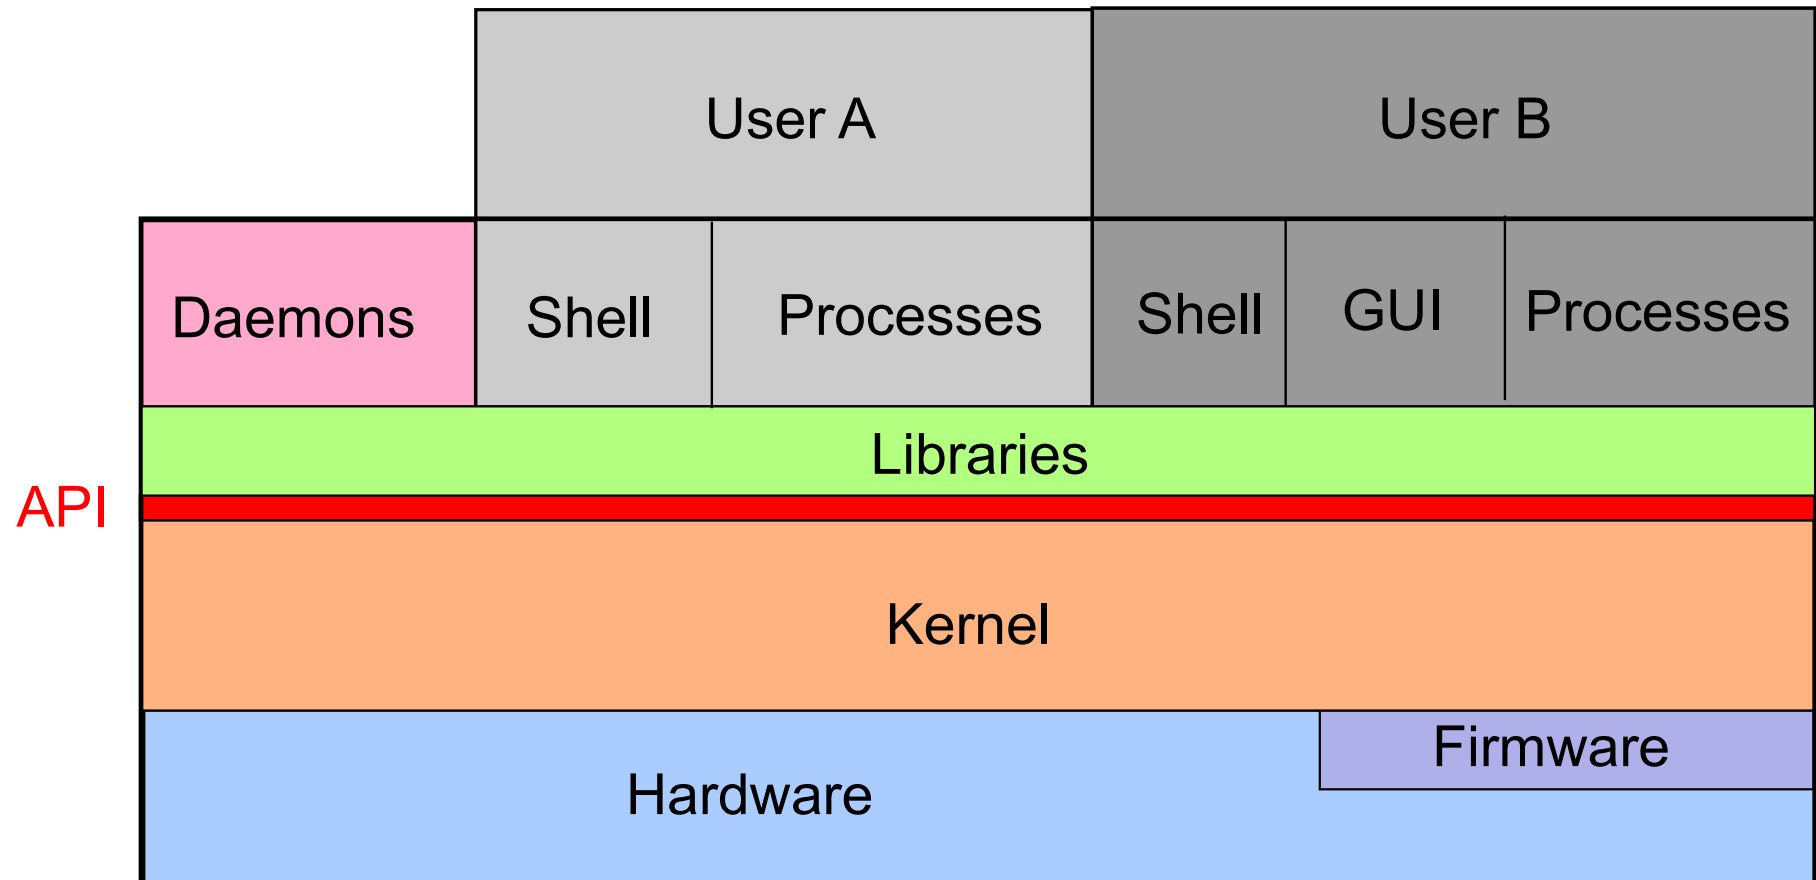 User A
User B
Daemons
Shell
Processes
Shell
GUI
Processes
Libraries
API
Kernel
Firmware
Hardware